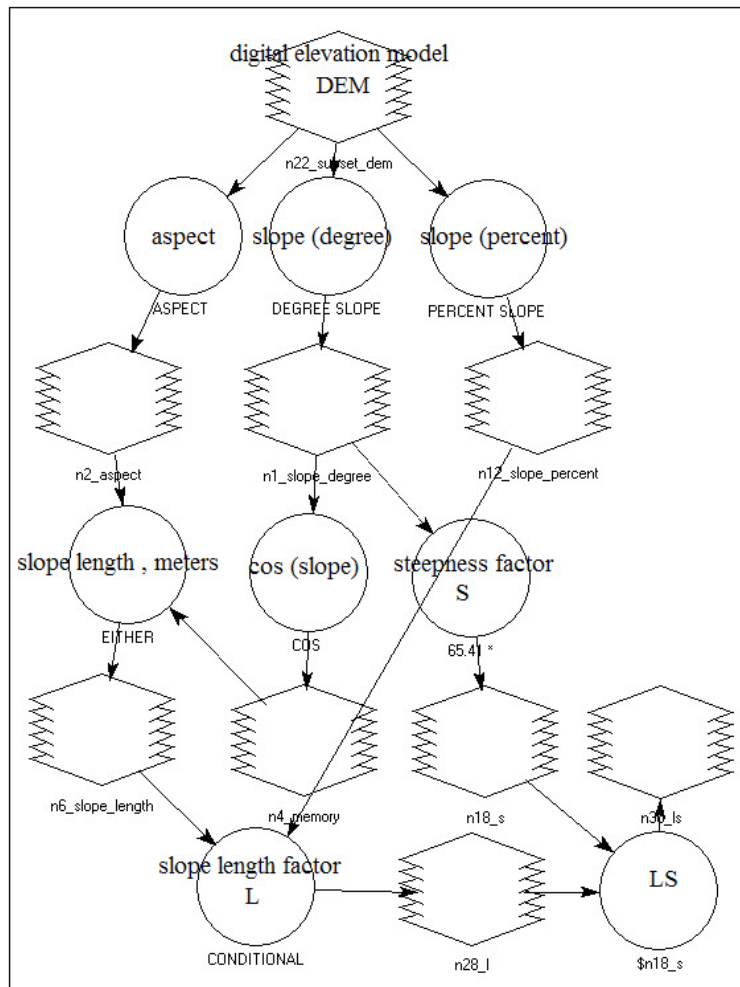 digital elevation model
DEM
n22_sunset_dem
aspect
slope (degree)
slope (percent)
ASPECT
DEGREE SLOPE
PERCENT SLOPE
n2_aspect
n1_slope_degree
n12_slope_percent
slope length , meters
cos (slope)
steepness factor
S
EITHER
COS
65.41 *
n6_slope_length
n4_memory
n18_s
n30_ls
slope length factor
L
LS
CONDITIONAL
n28_l
$n18_s